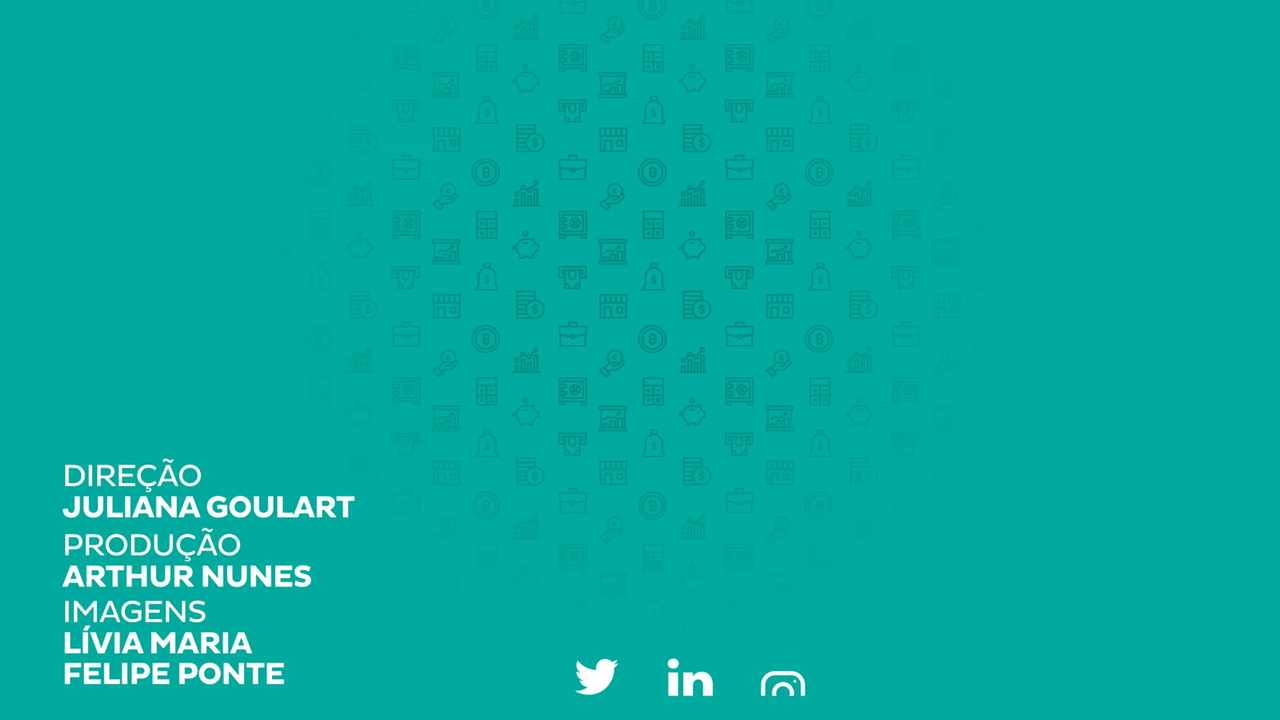 DIREÇÃO
JULIANA GOULART
PRODUÇÃO
ARTHUR NUNES
IMAGENS
LÍVIA MARIA
FELIPE PONTE